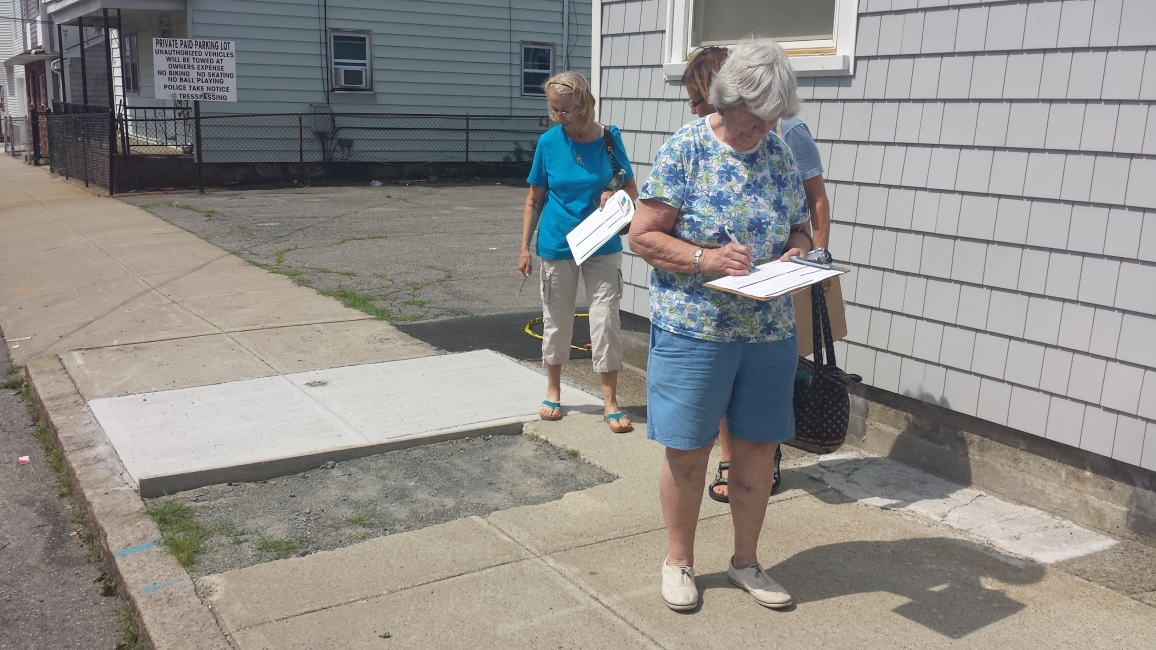 PRIVATE PAID PARKING LOT
UNAUTHORIZED VEHICLES
WILL BE TOWED AT
OWNERS EXPENSE
NO BIKING NO SKATING
NO BALL PLAYING
POLICE TAKE NOTICE
TRESSPASSING